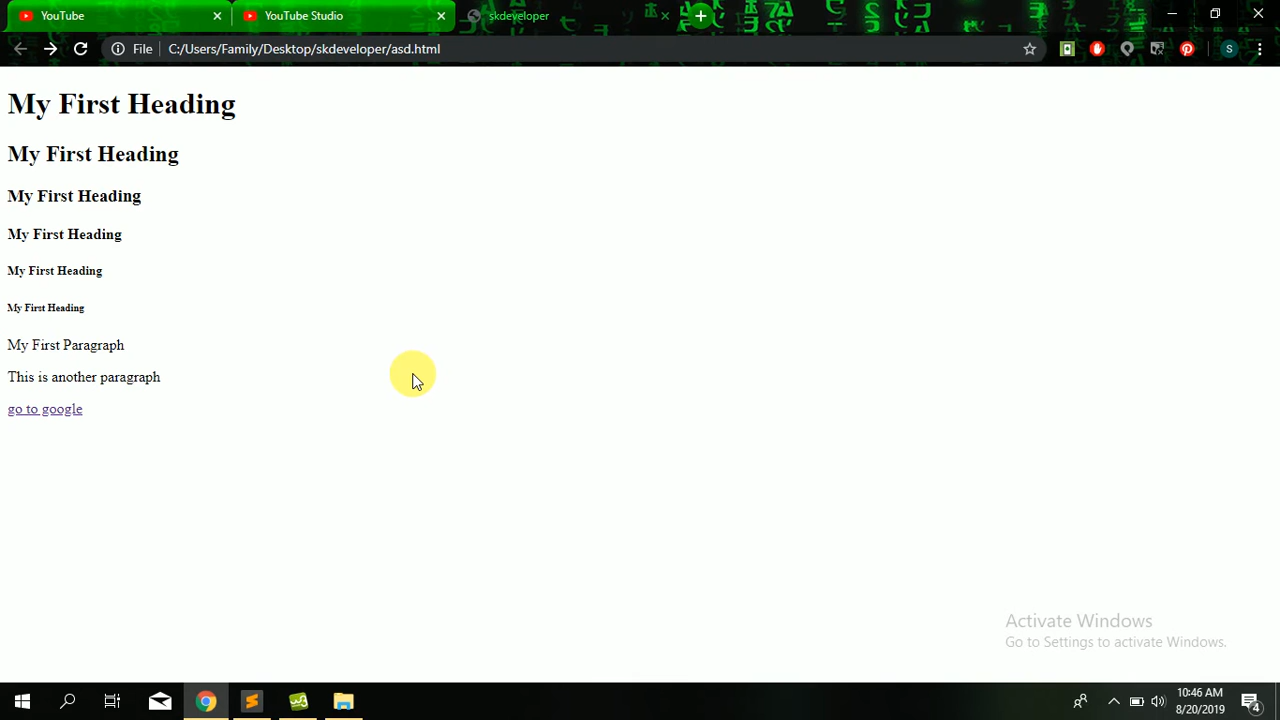 YouTube
YouTube Studio
skdeveloper
File
C:/Users/Family/Desktop/skdeveloper/asd.html
S
My First Heading
My First Heading
My First Heading
My First Heading
My First Heading
My First Heading
My First Paragraph
This is another paragraph
go to google
Activate Windows
Go to Settings to activate Windows.
10:46 AM
8/20/2019
4